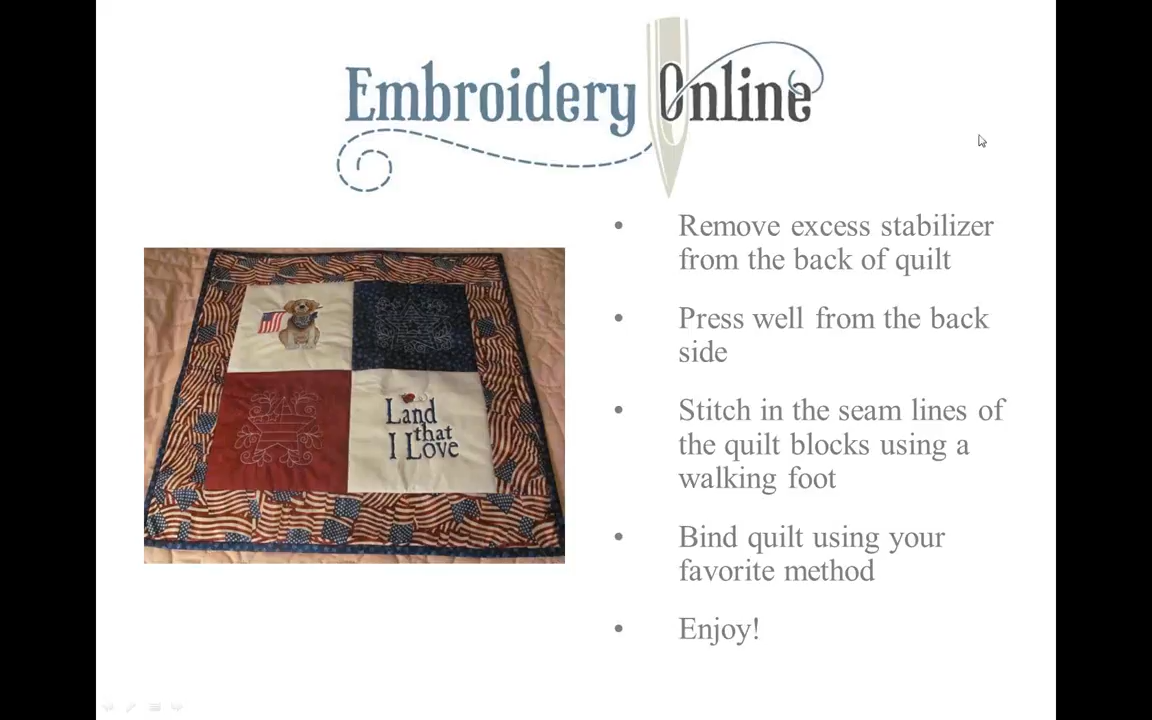 Embroidery Online
Remove excess stabilizer
from the back of quilt
Press well from the back
side
Stitch in the seam lines of
the quilt blocks using a
walking foot
Bind quilt using your
favorite method
Enjoy!
Land
that
I Love